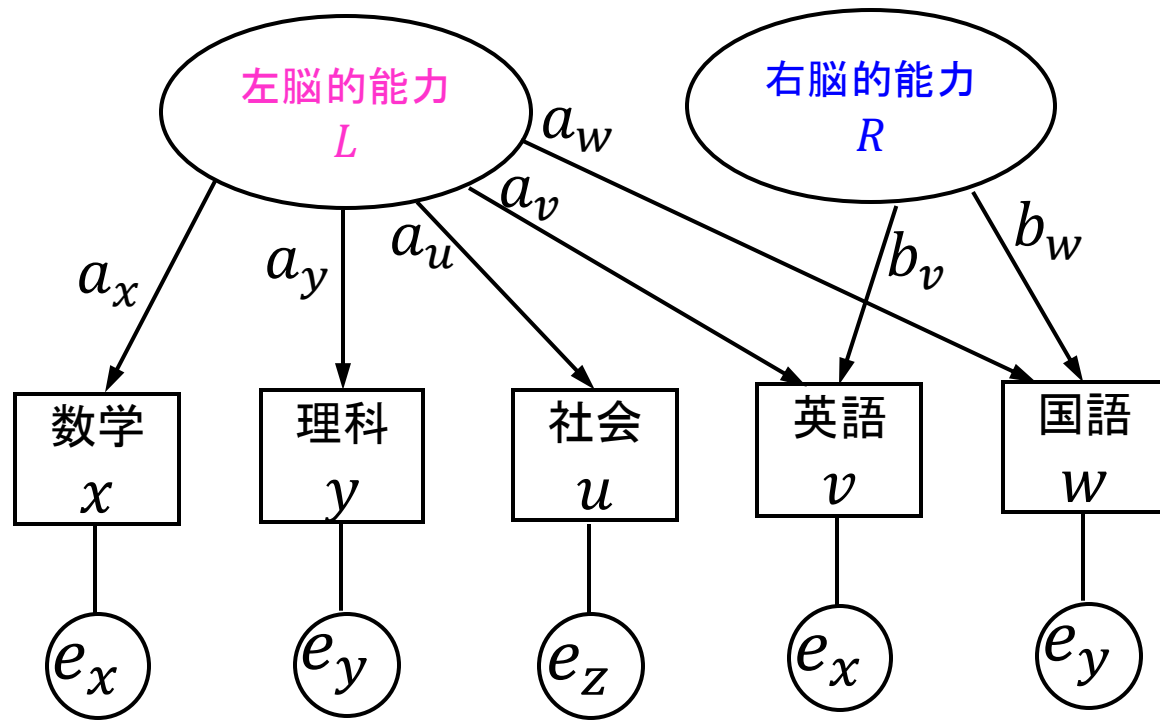 左脳的能力
L
右脳的能力
R
a_w
a_v
a_u
a_y
a_x
b_v
b_w
数学
x
理科
y
社会
u
英語
v
国語
w
e_x
e_y
e_z
e_x
e_y